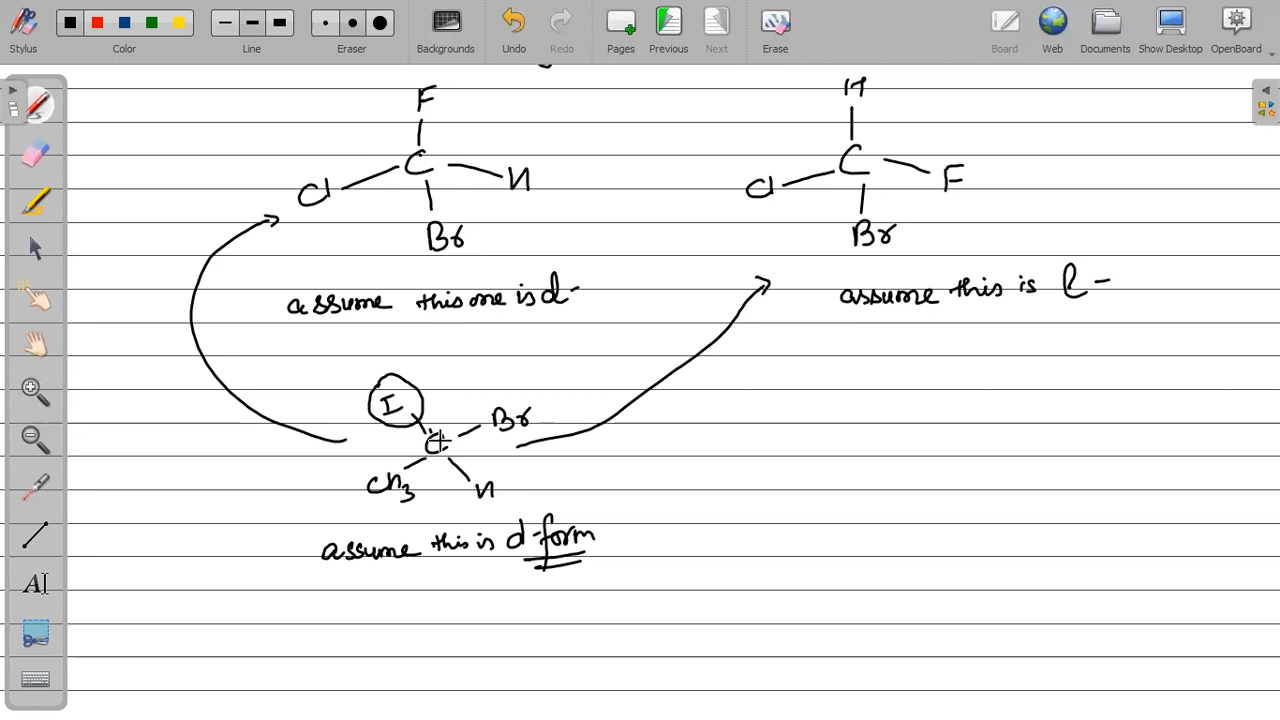 Stylus Color Line Eraser Backgrounds Undo Redo Pages Previous Next Erase Board Web Documents Show Desktop OpenBoard
F
C
Cl H
Br
assume this one is d-
H
C
Cl F
Br
assume this is l-
I Br
C
CH3 H
assume this is d-form